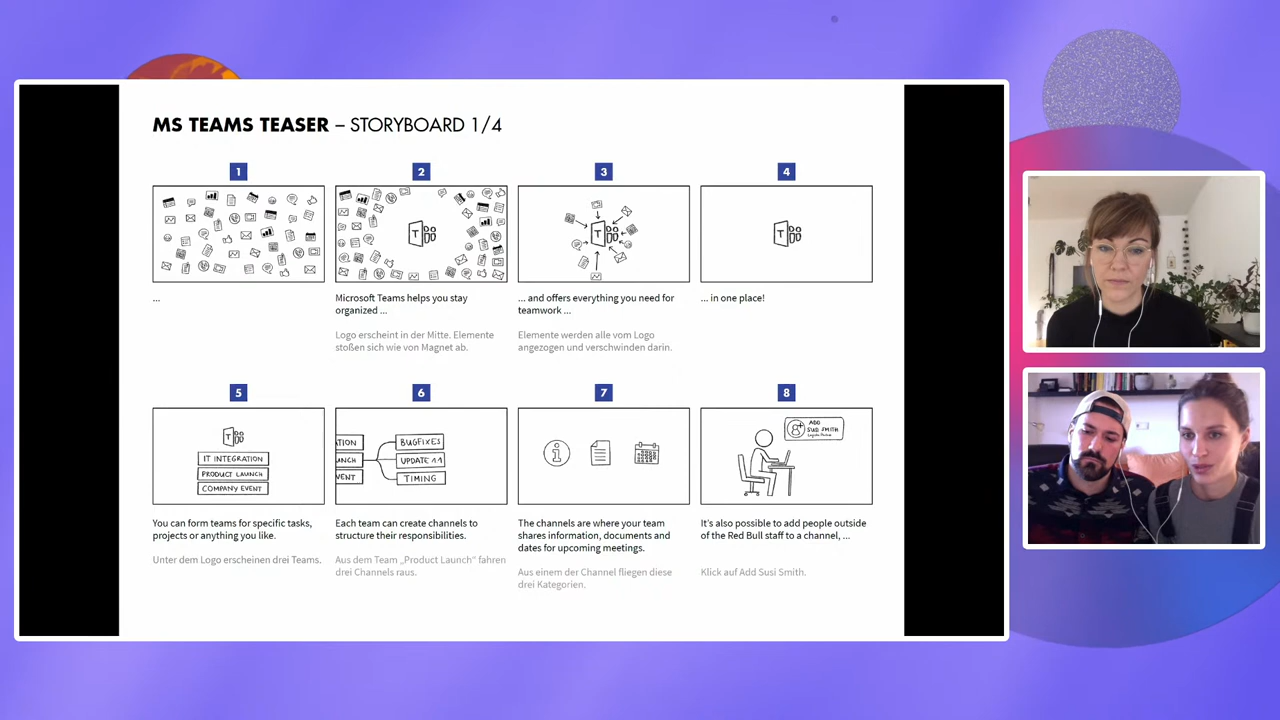 MS TEAMS TEASER – STORYBOARD 1/4
1
2
3
4
T
T
T
...
Microsoft Teams helps you stay
organized ...
Logo erscheint in der Mitte. Elemente
stoßen sich wie von Magnet ab.
... and offers everything you need for
teamwork ...
Elemente werden alle vom Logo
angezogen und verschwinden darin.
... in one place!
5
6
7
8
T
IT INTEGRATION
PRODUCT LAUNCH
COMPANY EVENT
ATION
UNCH
VENT
BUGFIXES
UPDATE 1.1
TIMING
i
ADD
SUSI SMITH
You can form teams for specific tasks,
projects or anything you like.
Unter dem Logo erscheinen drei Teams.
Each team can create channels to
structure their responsibilities.
Aus dem Team „Product Launch“ fahren
drei Channels raus.
The channels are where your team
shares information, documents and
dates for upcoming meetings.
Aus einem der Channel fliegen diese
drei Kategorien.
It's also possible to add people outside
of the Red Bull staff to a channel, ...
Klick auf Add Susi Smith.